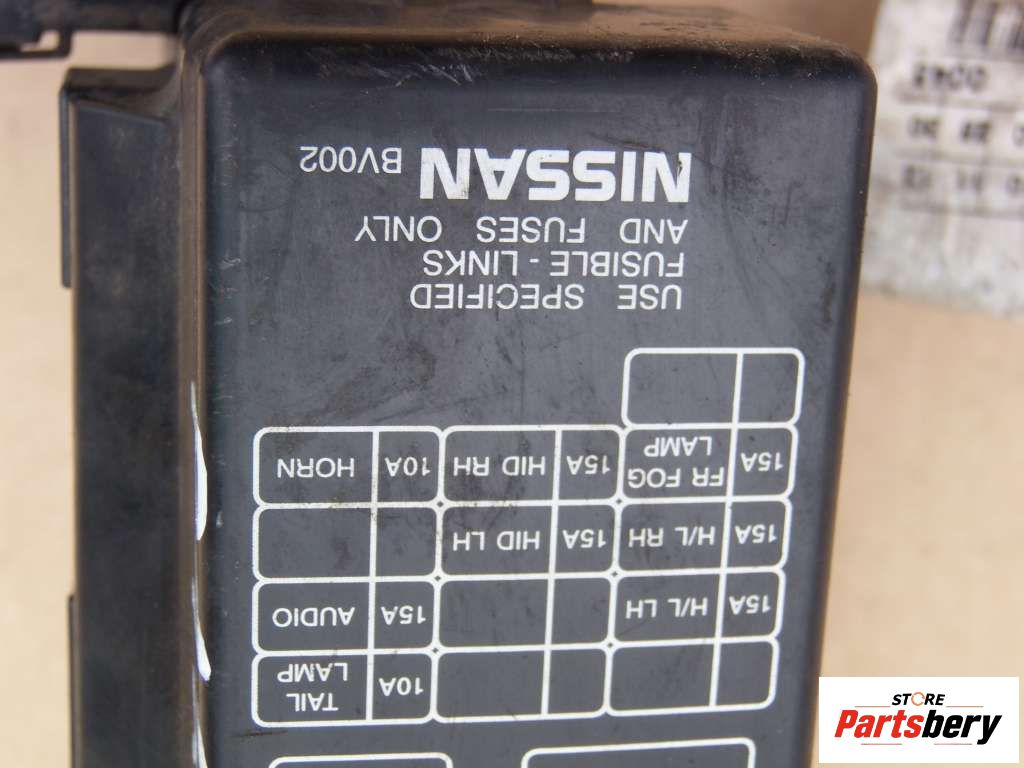 10A TAIL
LAMP
15A H/L LH 15A AUDIO
15A H/L RH 15A HID LH
15A FR FOG LAMP 15A HID RH 10A HORN
USE SPECIFIED
FUSIBLE - LINKS
AND FUSES ONLY
NISSAN BV002
STORE
Partsbery